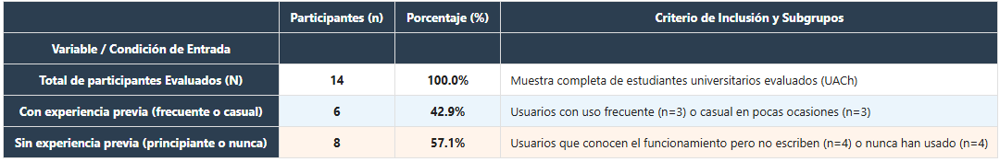 Participantes (n) Porcentaje (%) Criterio de Inclusión y Subgrupos
Variable / Condición de Entrada
Total de participantes Evaluados (N) 14 100.0% Muestra completa de estudiantes universitarios evaluados (UACh)
Con experiencia previa (frecuente o casual) 6 42.9% Usuarios con uso frecuente (n=3) o casual en pocas ocasiones (n=3)
Sin experiencia previa (principiante o nunca) 8 57.1% Usuarios que conocen el funcionamiento pero no escriben (n=4) o nunca han usado (n=4)